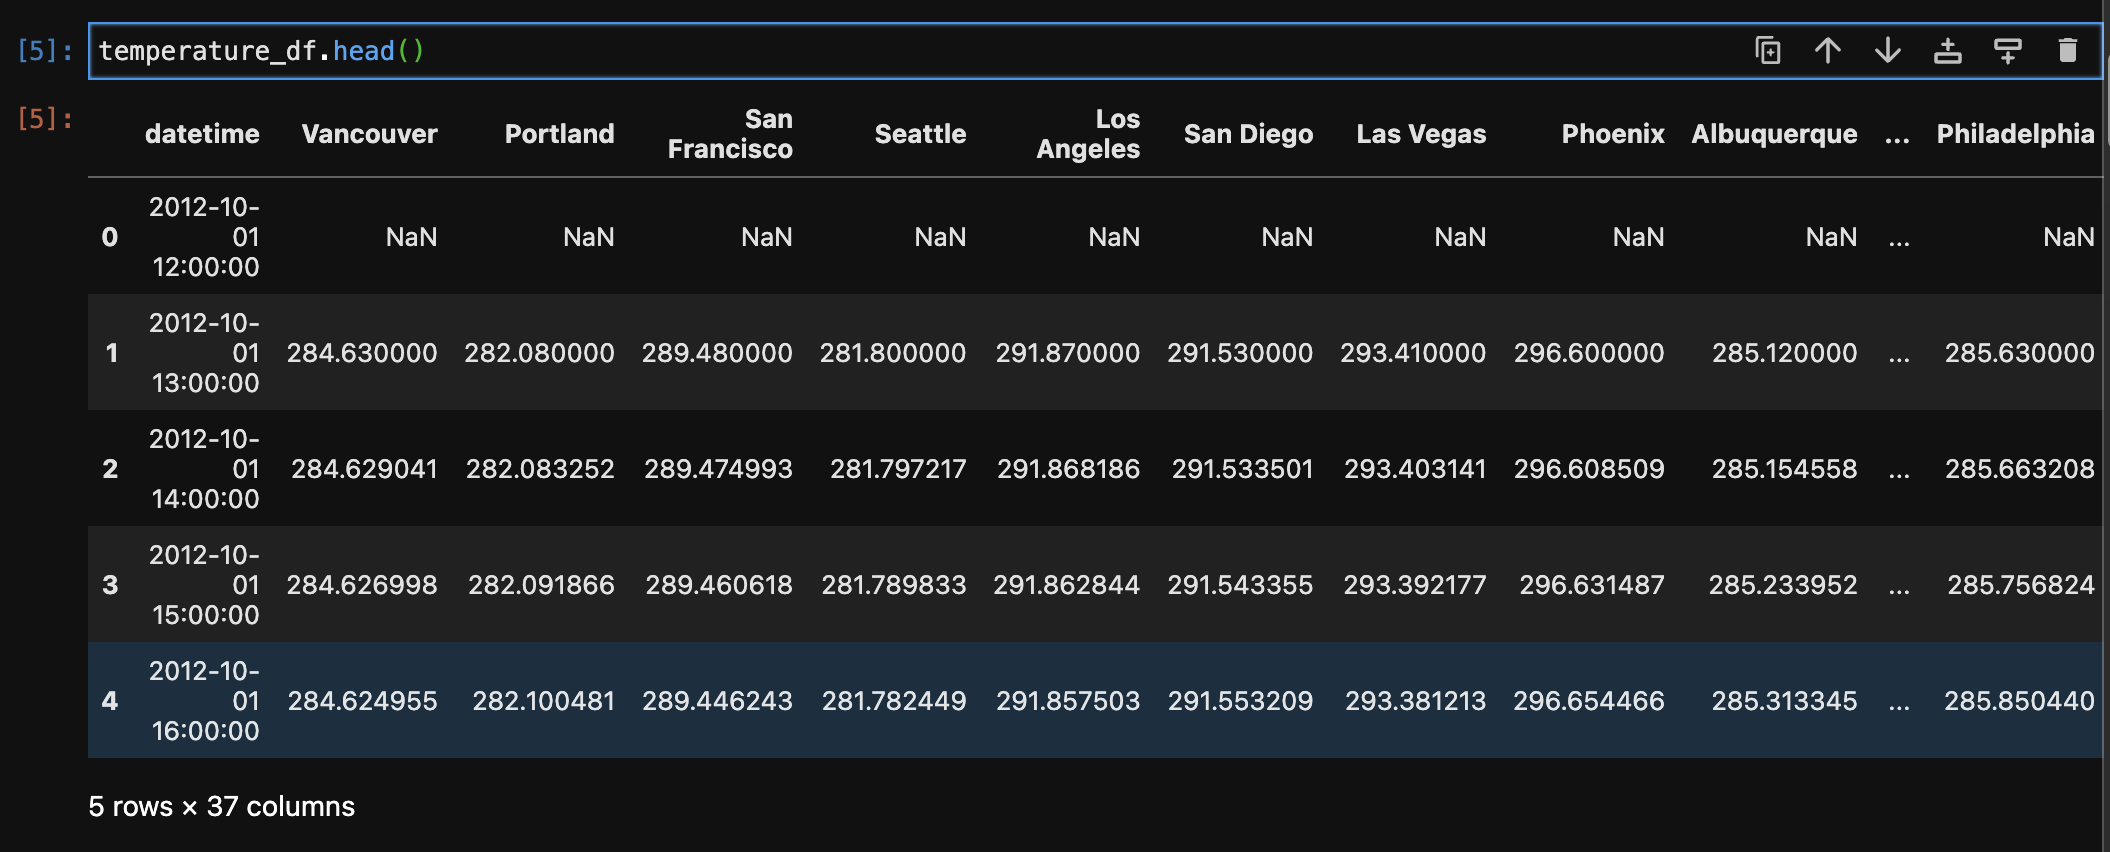 [5]: temperature_df.head()
[5]:
datetime Vancouver Portland San Francisco Seattle Los Angeles San Diego Las Vegas Phoenix Albuquerque ... Philadelphia
0 2012-10-01 12:00:00 NaN NaN NaN NaN NaN NaN NaN NaN NaN ... NaN
1 2012-10-01 13:00:00 284.630000 282.080000 289.480000 281.800000 291.870000 291.530000 293.410000 296.600000 285.120000 ... 285.630000
2 2012-10-01 14:00:00 284.629041 282.083252 289.474993 281.797217 291.868186 291.533501 293.403141 296.608509 285.154558 ... 285.663208
3 2012-10-01 15:00:00 284.626998 282.091866 289.460618 281.789833 291.862844 291.543355 293.392177 296.631487 285.233952 ... 285.756824
4 2012-10-01 16:00:00 284.624955 282.100481 289.446243 281.782449 291.857503 291.553209 293.381213 296.654466 285.313345 ... 285.850440
5 rows × 37 columns